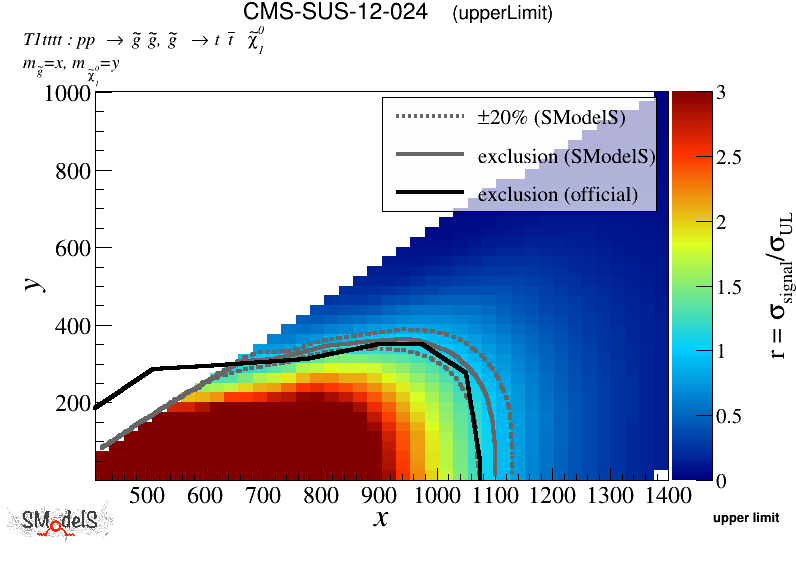 CMS-SUS-12-024 (upperLimit)
T1tttt : pp → g̃ g̃, g̃ → t t̄ χ̃⁰₁
m_g̃=x, m_χ̃⁰₁=y
1000
±20% (SModelS)
exclusion (SModelS)
exclusion (official)
800
600
400
200
y
500 600 700 800 900 1000 1100 1200 1300 1400
x
3
2.5
2
1.5
1
0.5
0
r = σ_signal/σ_UL
SModelS
upper limit